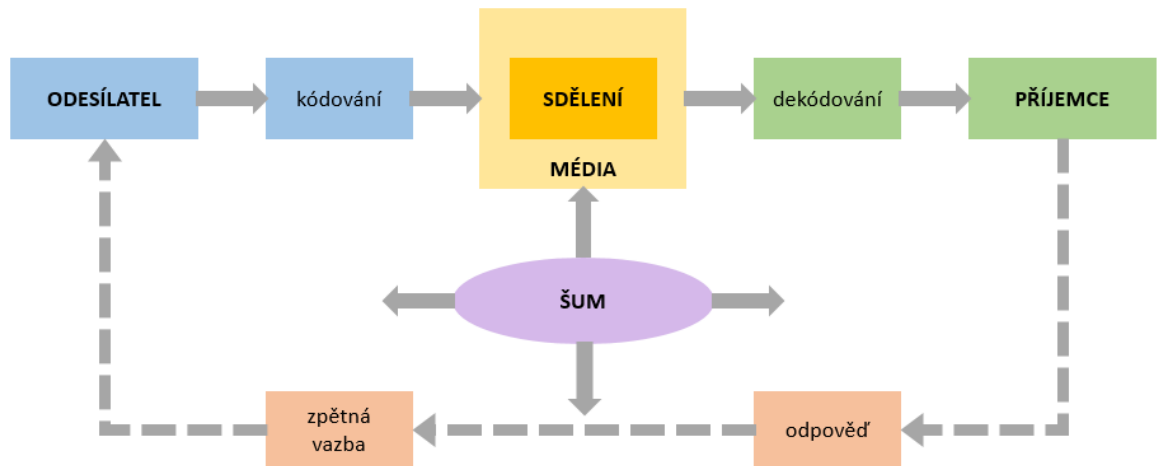 ODESÍLATEL
kódování
SDĚLENÍ
MÉDIA
dekódování
PŘÍJEMCE
ŠUM
zpětná
vazba
odpověď